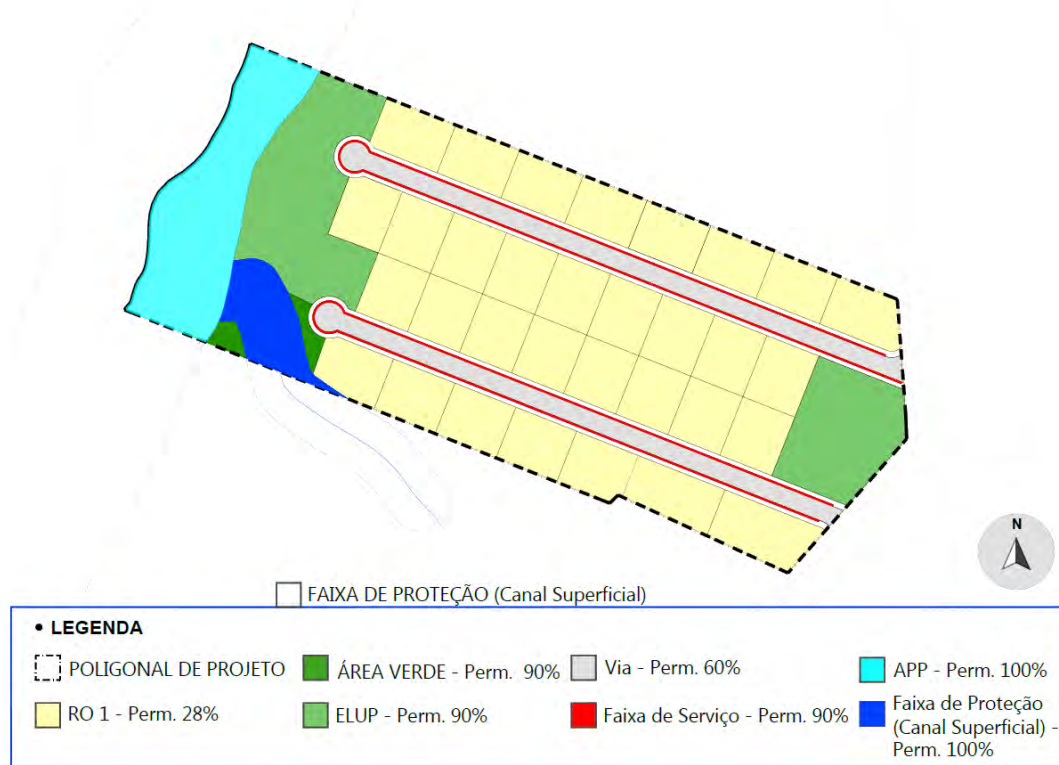 N
FAIXA DE PROTEÇÃO (Canal Superficial)
• LEGENDA
POLIGONAL DE PROJETO
ÁREA VERDE - Perm. 90%
Via - Perm. 60%
APP - Perm. 100%
RO 1 - Perm. 28%
ELUP - Perm. 90%
Faixa de Serviço - Perm. 90%
Faixa de Proteção
(Canal Superficial) -
Perm. 100%